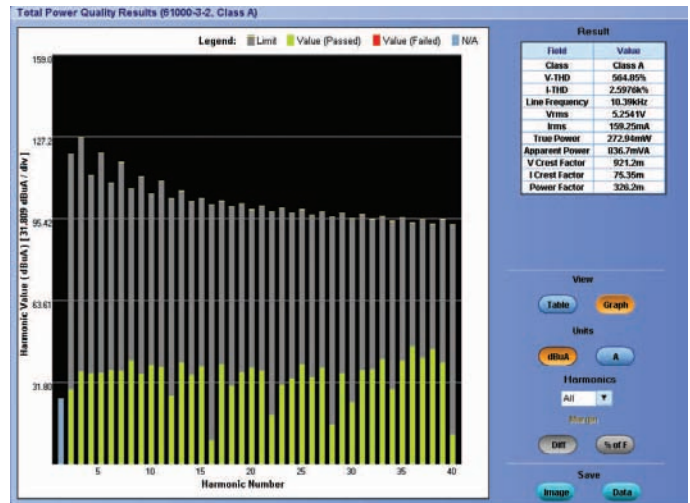 Total Power Quality Results (61000-3-2, Class A)
Legend: Limit Value (Passed) Value (Failed) N/A
Harmonic Value (dBuA) [31.809 dBuA / div]
159.0
127.2
95.42
63.61
31.80
5 10 15 20 25 30 35 40
Harmonic Number
Result
Field Value
Class Class A
V-THD 564.85%
I-THD 2.5976k%
Line Frequency 10.39kHz
Vrms 5.2541V
Irms 159.25mA
True Power 272.94mW
Apparent Power 836.7mVA
V Crest Factor 921.2m
I Crest Factor 75.35m
Power Factor 326.2m
View
Table Graph
Units
dBuA A
Harmonics
All
Margin
Diff % of F
Save
Image Data